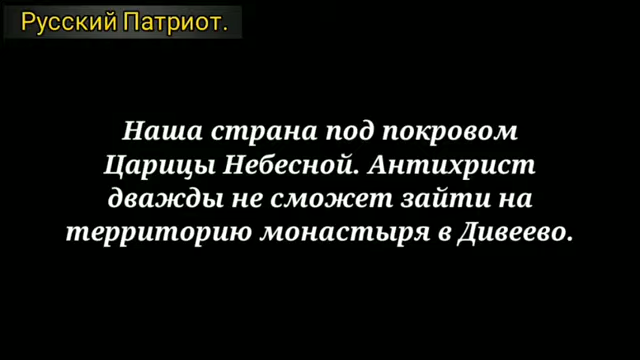 Русский Патриот.
Наша страна под покровом
Царицы Небесной. Антихрист
дважды не сможет зайти на
территорию монастыря в Дивеево.